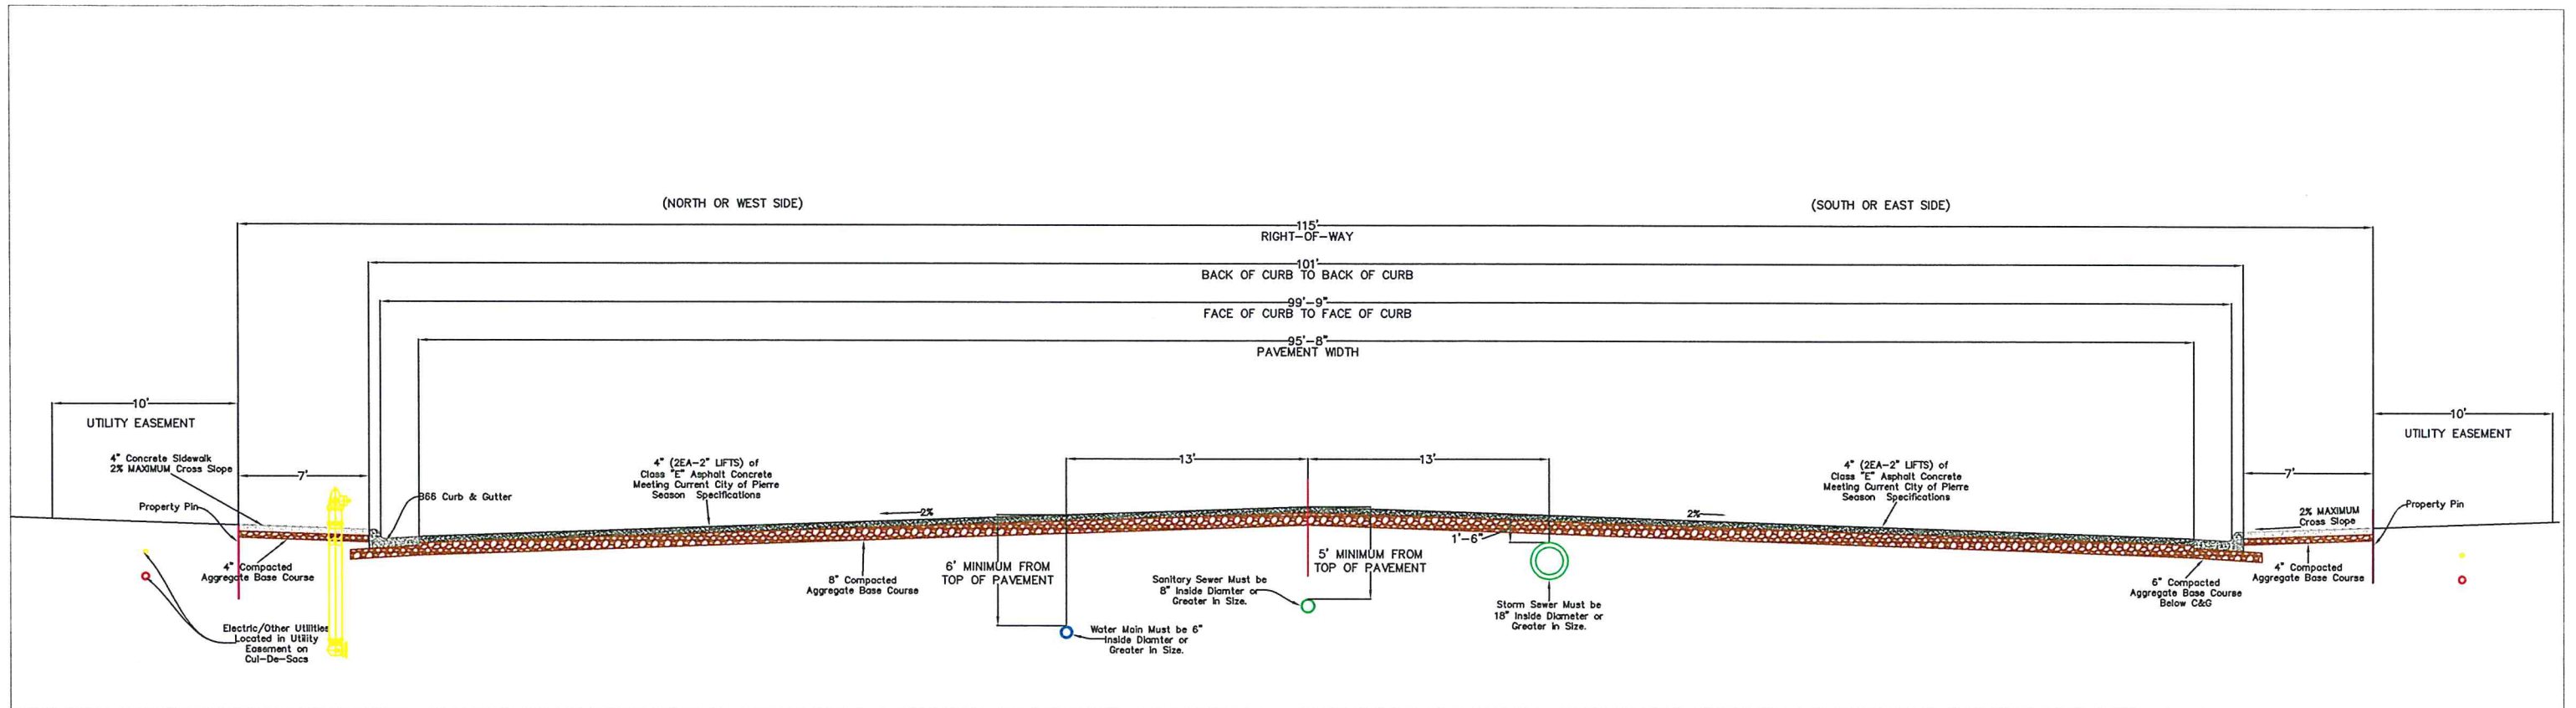 (NORTH OR WEST SIDE)
(SOUTH OR EAST SIDE)
115'
RIGHT-OF-WAY
101'
BACK OF CURB TO BACK OF CURB
99'-9"
FACE OF CURB TO FACE OF CURB
95'-8"
PAVEMENT WIDTH
10'
UTILITY EASEMENT
10'
UTILITY EASEMENT
4" Concrete Sidewalk
2% MAXIMUM Cross Slope
7'
Property Pin
B66 Curb & Gutter
4" (2EA-2" LIFTS) of
Class "E" Asphalt Concrete
Meeting Current City of Pierre
Season Specifications
2%
13'
13'
2%
4" (2EA-2" LIFTS) of
Class "E" Asphalt Concrete
Meeting Current City of Pierre
Season Specifications
7'
2% MAXIMUM
Cross Slope
Property Pin
4" Compacted
Aggregate Base Course
8" Compacted
Aggregate Base Course
6' MINIMUM FROM
TOP OF PAVEMENT
Sanitary Sewer Must be
8" Inside Diamter or
Greater in Size.
5' MINIMUM FROM
TOP OF PAVEMENT
1'-6"
Storm Sewer Must be
18" Inside Diameter or
Greater in Size.
6" Compacted
Aggregate Base Course
Below C&G
4" Compacted
Aggregate Base Course
Electric/Other Utilities
Located in Utility
Easement on
Cul-De-Sacs
Water Main Must be 6"
Inside Diamter or
Greater in Size.